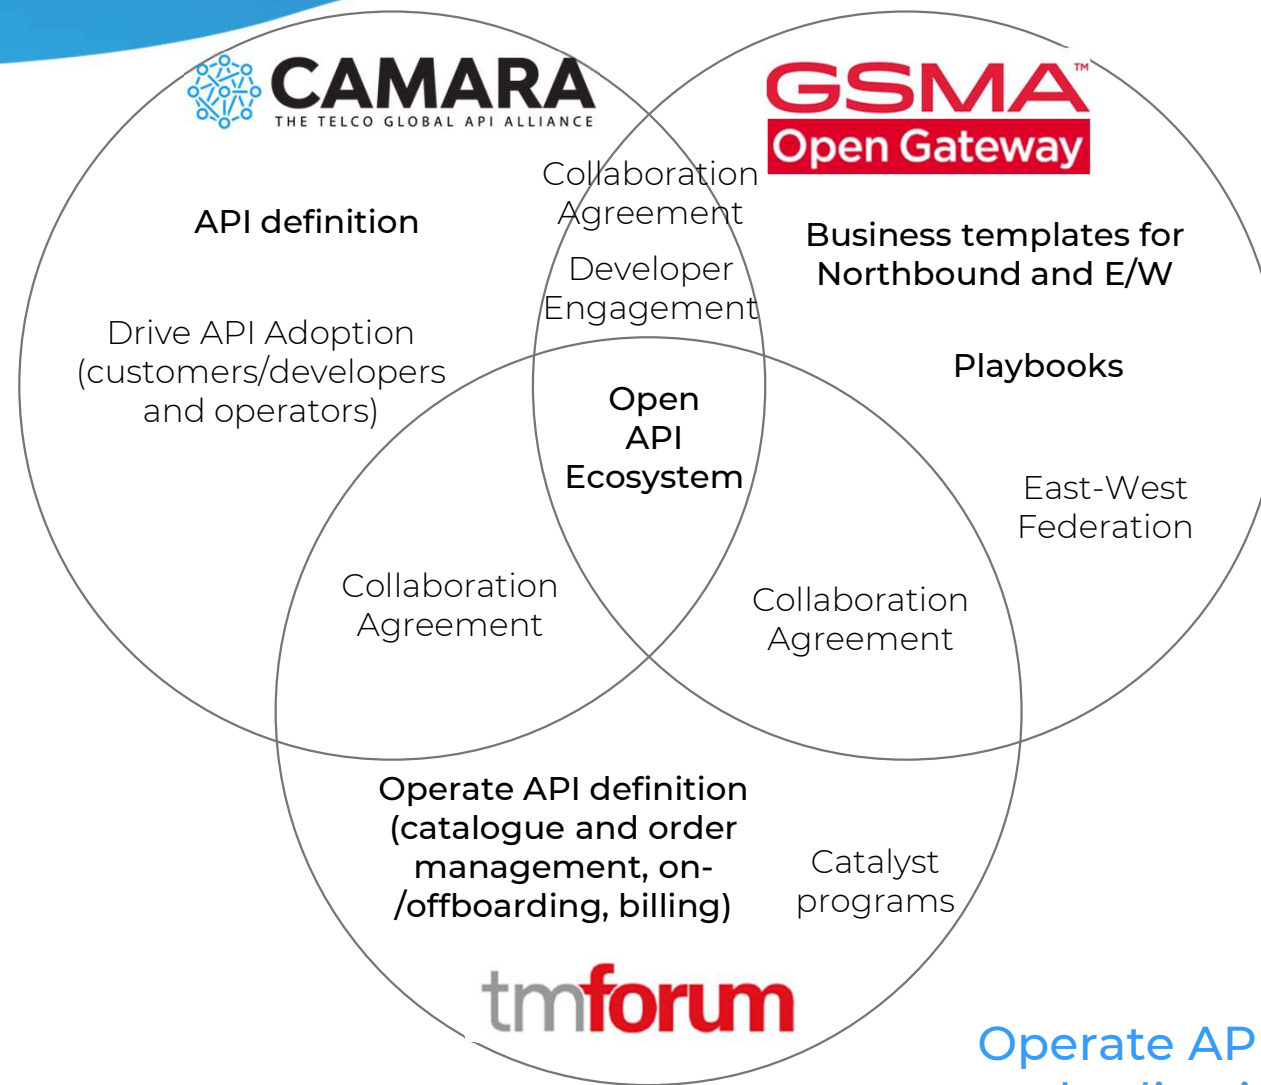 CAMARA
THE TELCO GLOBAL API ALLIANCE
GSMA™
Open Gateway
API definition
Collaboration
Agreement
Developer
Engagement
Business templates for
Northbound and E/W
Drive API Adoption
(customers/developers
and operators)
Playbooks
Open
API
Ecosystem
East-West
Federation
Collaboration
Agreement
Collaboration
Agreement
Operate API definition
(catalogue and order
management, on-
/offboarding, billing)
Catalyst
programs
tmforum
Operate AP